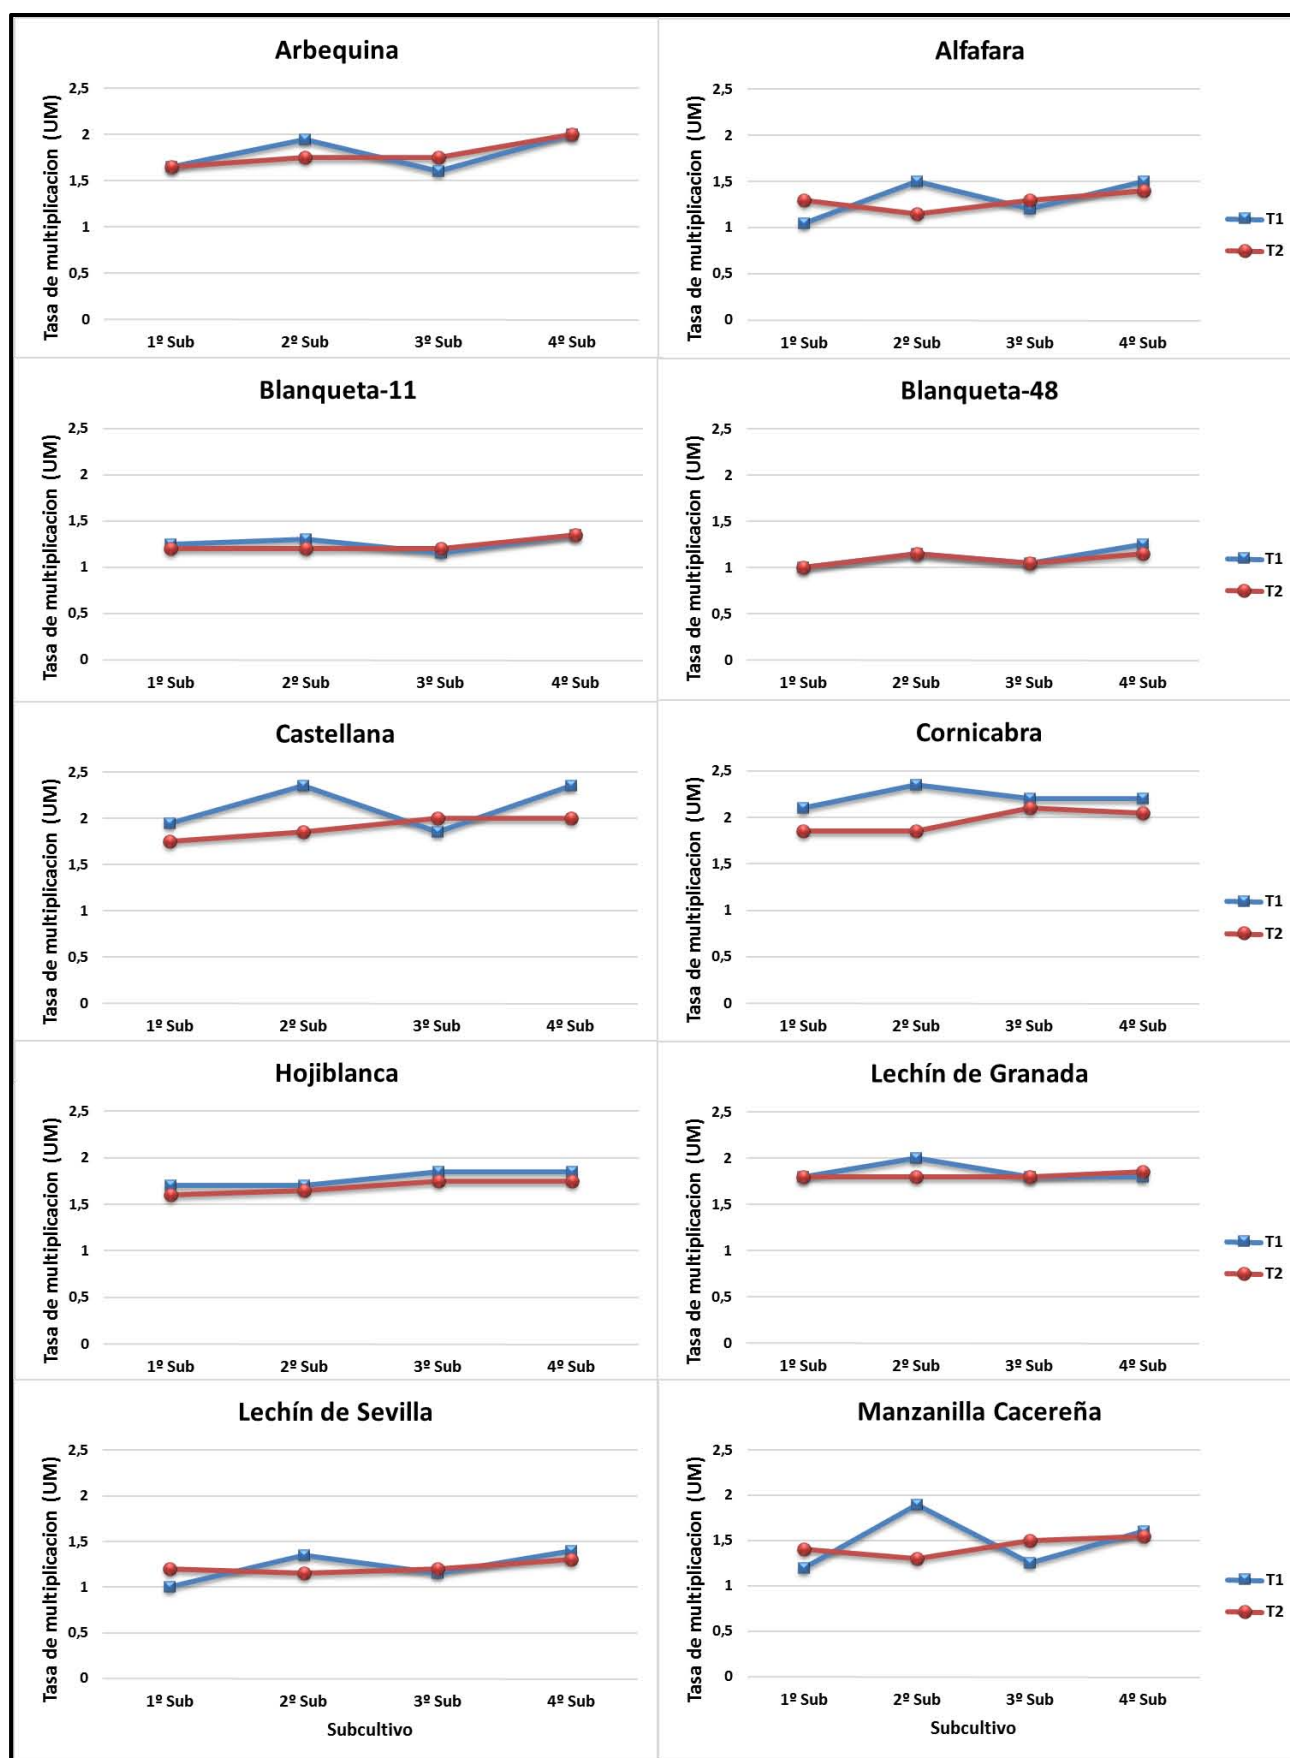 Arbequina
Tasa de multiplicacion (UM)
2,5
2
1,5
1
0,5
0
1º Sub 2º Sub 3º Sub 4º Sub
Alfafara
Tasa de multiplicacion (UM)
2,5
2
1,5
1
0,5
0
1º Sub 2º Sub 3º Sub 4º Sub
T1
T2
Blanqueta-11
Tasa de multiplicacion (UM)
2,5
2
1,5
1
0,5
0
1º Sub 2º Sub 3º Sub 4º Sub
Blanqueta-48
Tasa de multiplicacion (UM)
2,5
2
1,5
1
0,5
0
1º Sub 2º Sub 3º Sub 4º Sub
T1
T2
Castellana
Tasa de multiplicacion (UM)
2,5
2
1,5
1
0,5
0
1º Sub 2º Sub 3º Sub 4º Sub
Cornicabra
Tasa de multiplicacion (UM)
2,5
2
1,5
1
0,5
0
1º Sub 2º Sub 3º Sub 4º Sub
T1
T2
Hojiblanca
Tasa de multiplicacion (UM)
2,5
2
1,5
1
0,5
0
1º Sub 2º Sub 3º Sub 4º Sub
Lechín de Granada
Tasa de multiplicacion (UM)
2,5
2
1,5
1
0,5
0
1º Sub 2º Sub 3º Sub 4º Sub
T1
T2
Lechín de Sevilla
Tasa de multiplicacion (UM)
2,5
2
1,5
1
0,5
0
1º Sub 2º Sub 3º Sub 4º Sub
Subcultivo
Manzanilla Cacereña
Tasa de multiplicacion (UM)
2,5
2
1,5
1
0,5
0
1º Sub 2º Sub 3º Sub 4º Sub
Subcultivo
T1
T2